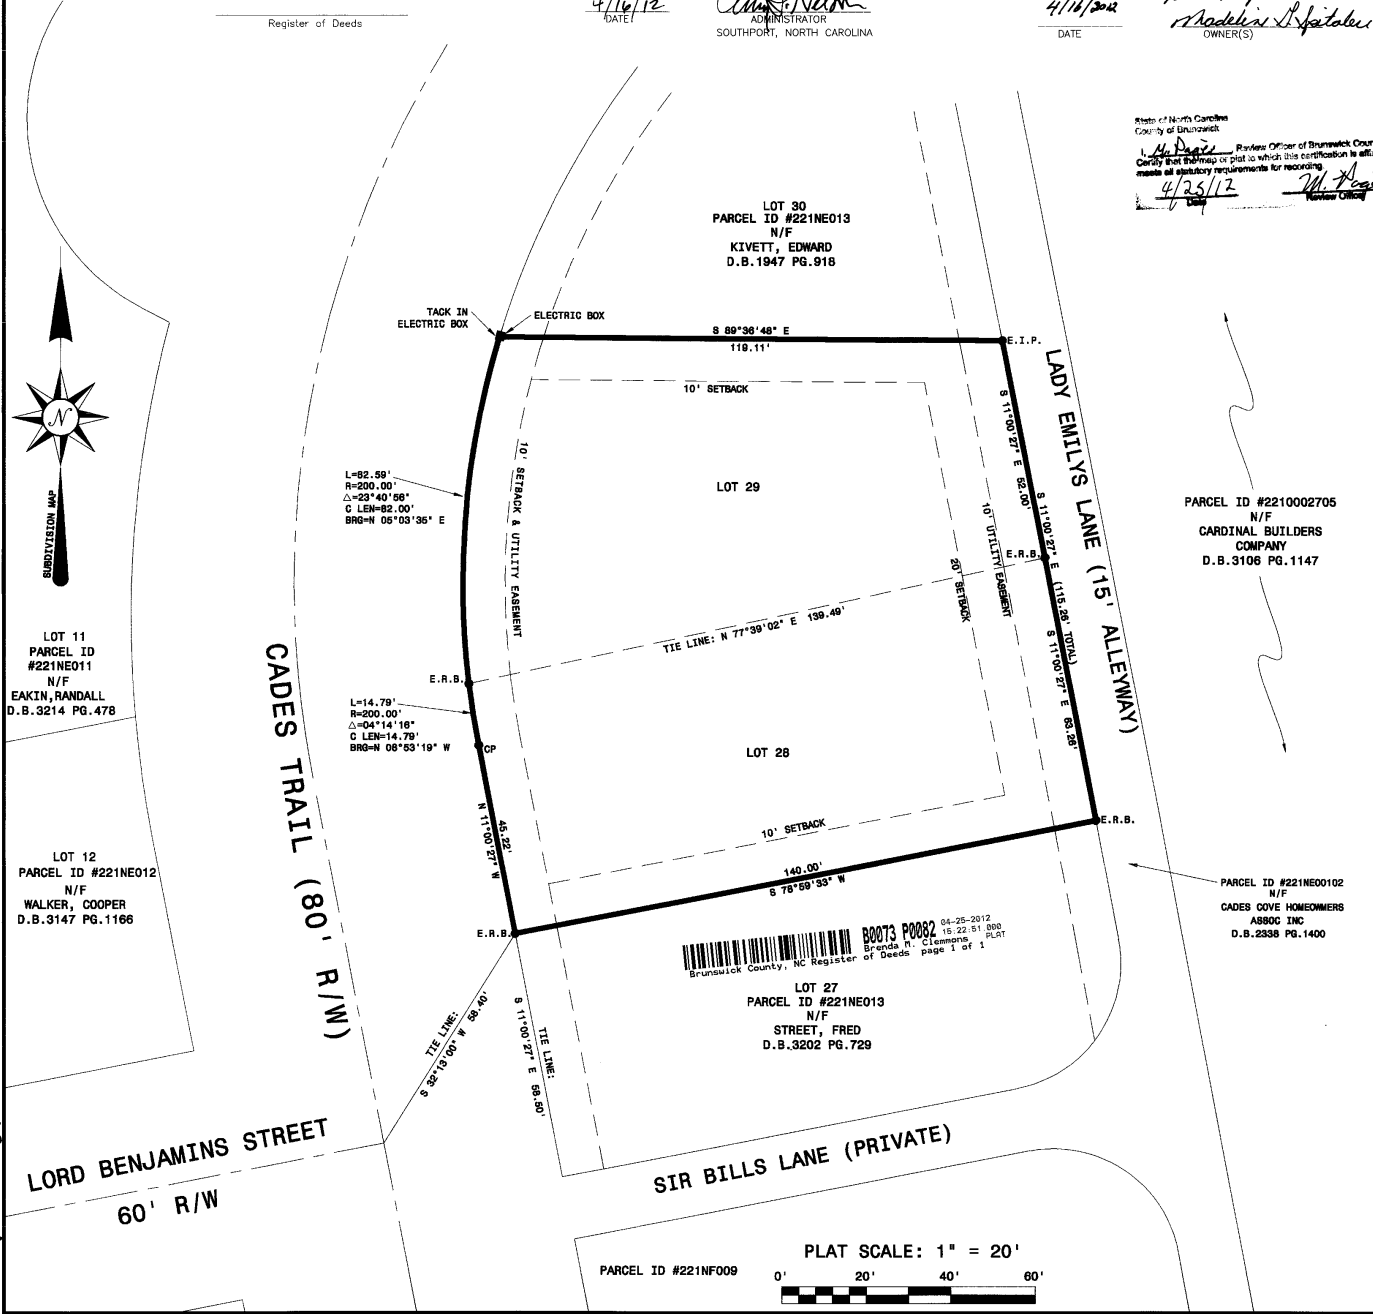 4/16/12
4/16/2012
Register of Deeds
DATE
ADMINISTRATOR
SOUTHPORT, NORTH CAROLINA
DATE
OWNER(S)
State of North Carolina
County of Brunswick
I, Review Officer of Brunswick Coun
Certify that the map or plat to which this certification is affi
meets all statutory requirements for recording.
4/25/12
Date
Review Officer
LOT 30
PARCEL ID #221NE013
N/F
KIVETT, EDWARD
D.B.1947 PG.918
TACK IN
ELECTRIC BOX
ELECTRIC BOX
S 89°36'48" E
119.11'
E.I.P.
10' SETBACK
N
SUBDIVISION MAP
L=82.59'
R=200.00'
△=23°40'56"
C LEN=82.00'
BRG=N 05°03'35" E
10' SETBACK & UTILITY EASEMENT
LOT 29
S 11°00'27" E 52.00'
S 11°00'27" E (115.26' TOTAL)
LADY EMILYS LANE (15' ALLEYWAY)
10' UTILITY EASEMENT
20' SETBACK
E.R.B.
PARCEL ID #2210002705
N/F
CARDINAL BUILDERS
COMPANY
D.B.3106 PG.1147
TIE LINE: N 77°39'02" E 139.49'
S 11°00'27" E 63.26'
LOT 11
PARCEL ID
#221NE011
N/F
EAKIN,RANDALL
D.B.3214 PG.478
E.R.B.
L=14.79'
R=200.00'
△=04°14'16"
C LEN=14.79'
BRG=N 08°53'19" W
CP
CADES TRAIL (80' R/W)
LOT 28
N 11°00'27" W
45.22'
10' SETBACK
E.R.B.
140.00'
S 78°59'33" W
LOT 12
PARCEL ID #221NE012
N/F
WALKER, COOPER
D.B.3147 PG.1166
PARCEL ID #221NE00102
N/F
CADES COVE HOMEOWNERS
ASSOC INC
D.B.2338 PG.1400
E.R.B.
B0073 P0082 04-25-2012
15:22:51.000
Brenda M. Clemmons PLAT
Brunswick County, NC Register of Deeds page 1 of 1
LOT 27
PARCEL ID #221NE013
N/F
STREET, FRED
D.B.3202 PG.729
TIE LINE:
S 32°13'00" W 58.40'
TIE LINE:
S 11°00'27" E 58.50'
LORD BENJAMINS STREET
60' R/W
SIR BILLS LANE (PRIVATE)
PARCEL ID #221NF009
PLAT SCALE: 1" = 20'
0' 20' 40' 60'